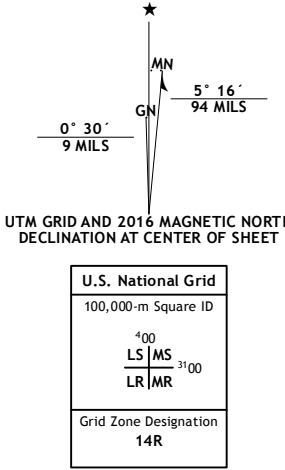 ★
MN
GN
5° 16´
94 MILS
0° 30´
9 MILS
UTM GRID AND 2016 MAGNETIC NORTH
DECLINATION AT CENTER OF SHEET
U.S. National Grid
100,000-m Square ID
⁴00
LS MS
³¹00
LR MR
Grid Zone Designation
14R